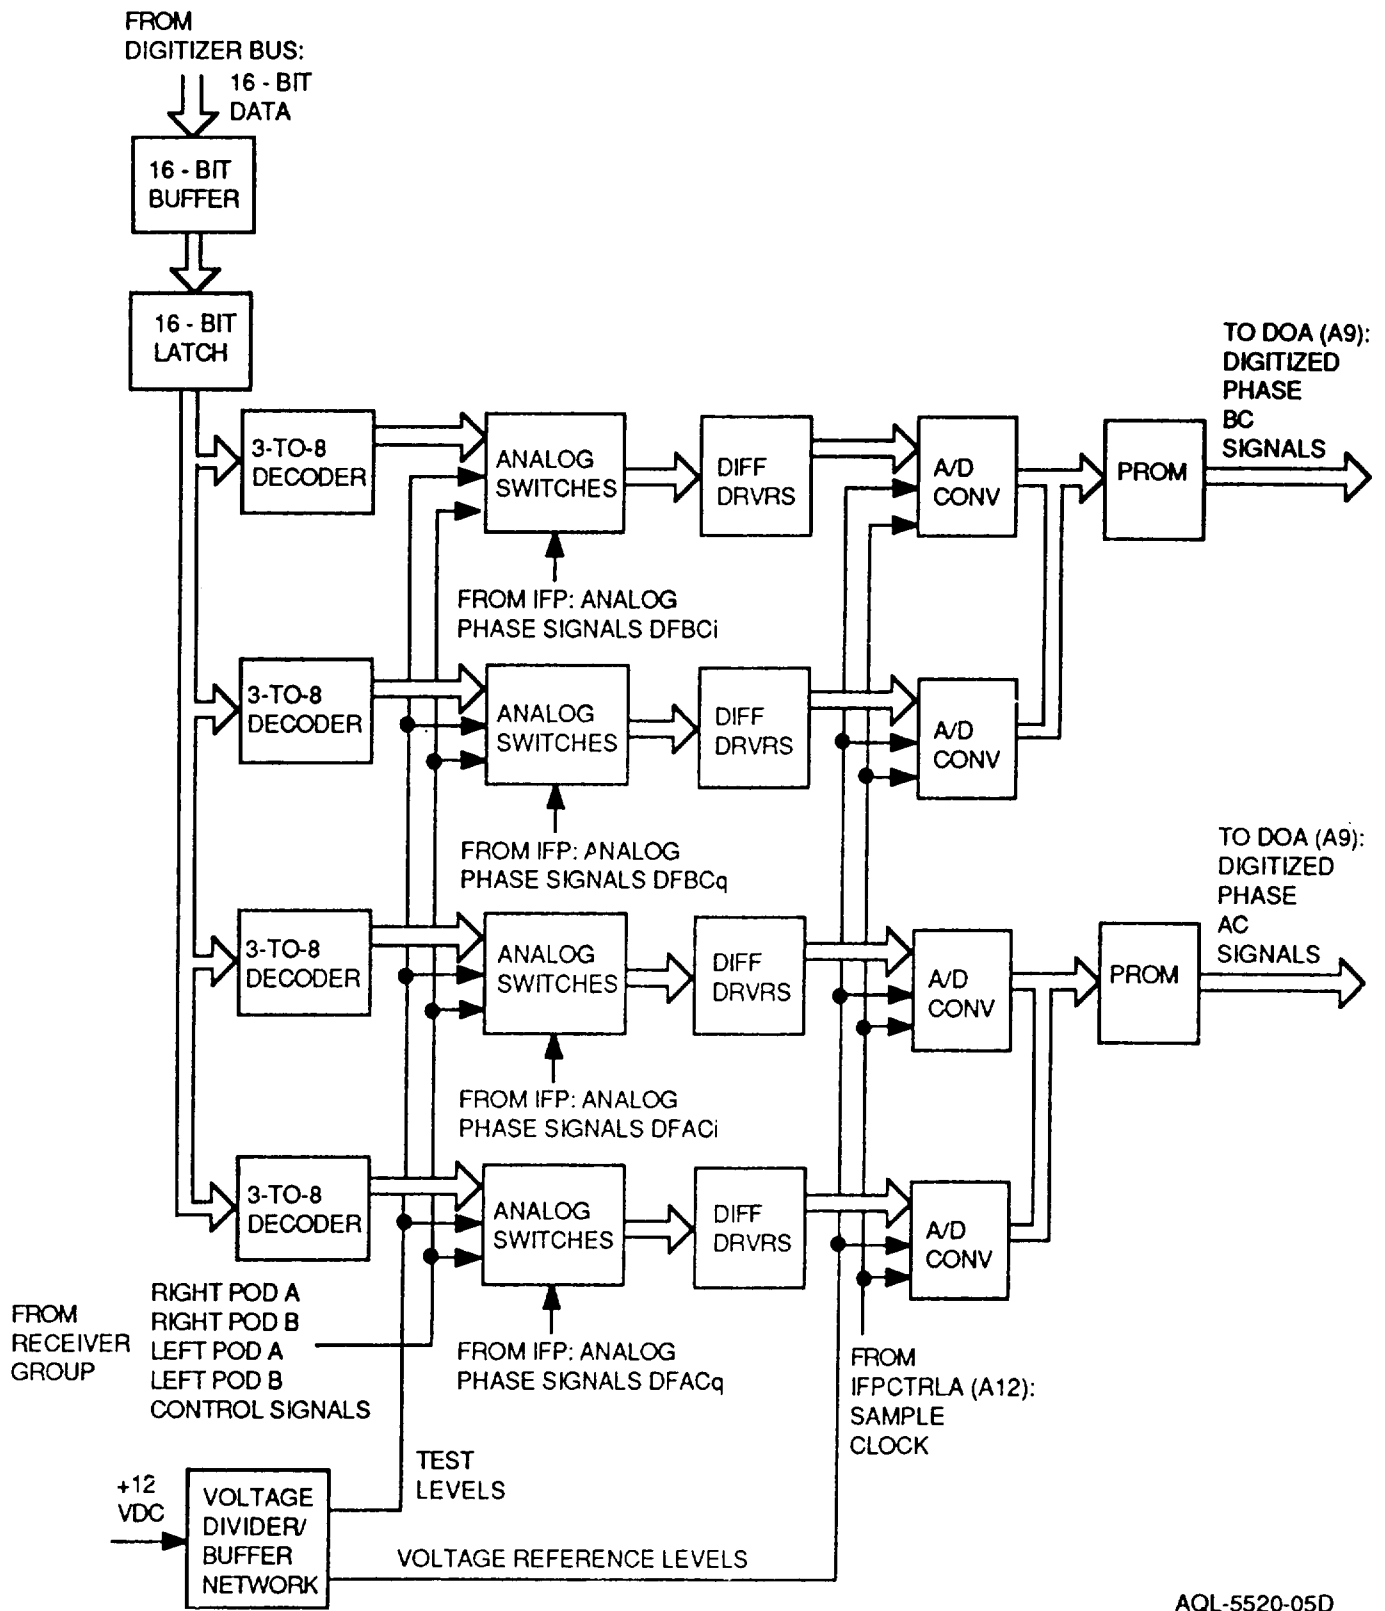 FROM
DIGITIZER BUS:
16 - BIT
DATA
16 - BIT
BUFFER
16 - BIT
LATCH
3-TO-8
DECODER
ANALOG
SWITCHES
DIFF
DRVRS
A/D
CONV
PROM
TO DOA (A9):
DIGITIZED
PHASE
BC
SIGNALS
FROM IFP: ANALOG
PHASE SIGNALS DFBCi
3-TO-8
DECODER
ANALOG
SWITCHES
DIFF
DRVRS
A/D
CONV
FROM IFP: ANALOG
PHASE SIGNALS DFBCq
3-TO-8
DECODER
ANALOG
SWITCHES
DIFF
DRVRS
A/D
CONV
PROM
TO DOA (A9):
DIGITIZED
PHASE
AC
SIGNALS
FROM IFP: ANALOG
PHASE SIGNALS DFACi
3-TO-8
DECODER
ANALOG
SWITCHES
DIFF
DRVRS
A/D
CONV
FROM IFP: ANALOG
PHASE SIGNALS DFACq
FROM
RECEIVER
GROUP
RIGHT POD A
RIGHT POD B
LEFT POD A
LEFT POD B
CONTROL SIGNALS
FROM
IFPCTRLA (A12):
SAMPLE
CLOCK
TEST
LEVELS
+12
VDC
VOLTAGE
DIVIDER/
BUFFER
NETWORK
VOLTAGE REFERENCE LEVELS
AQL-5520-05D